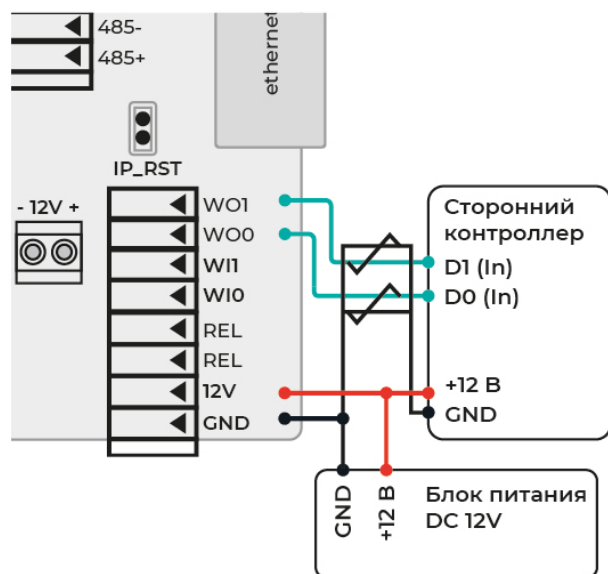 485-
485+
ethernet
IP_RST
- 12V +
WO1
WO0
WI1
WI0
REL
REL
12V
GND
Сторонний
контроллер
D1 (In)
D0 (In)
+12 В
GND
GND
+12 В
Блок питания
DC 12V